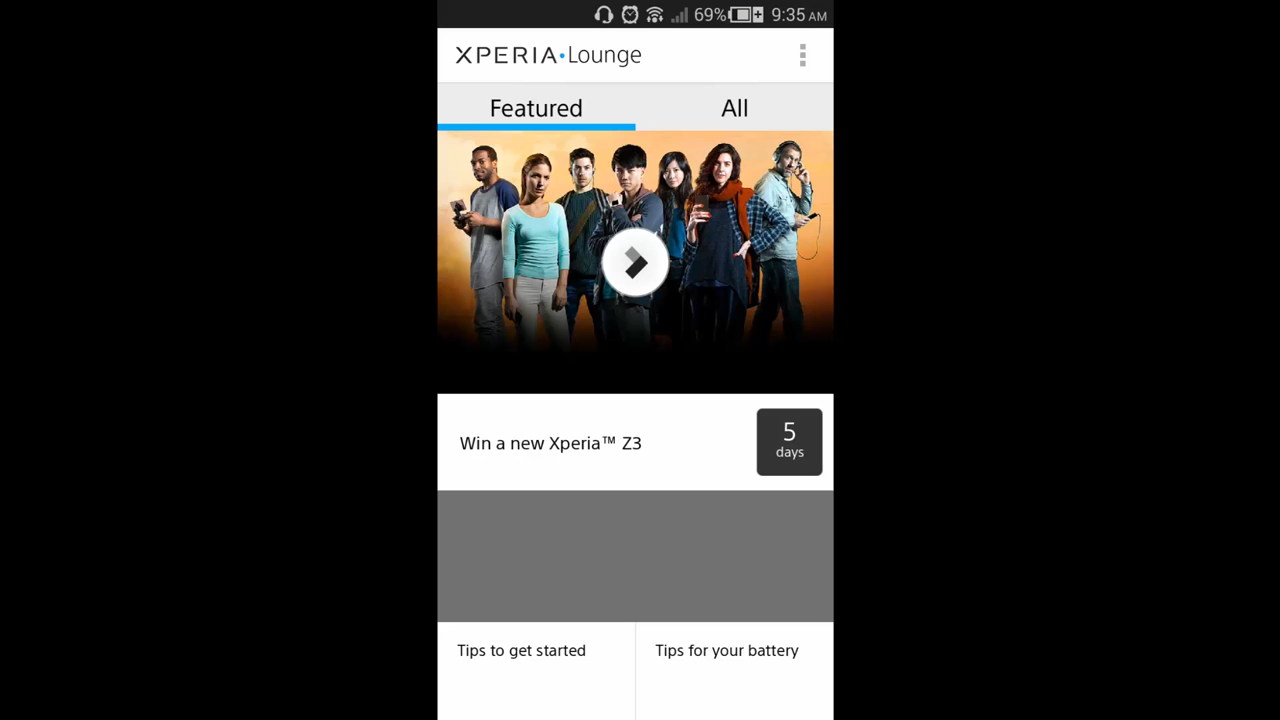 69% 9:35 AM
XPERIA•Lounge
Featured All
Win a new Xperia™ Z3
5
days
Tips to get started
Tips for your battery